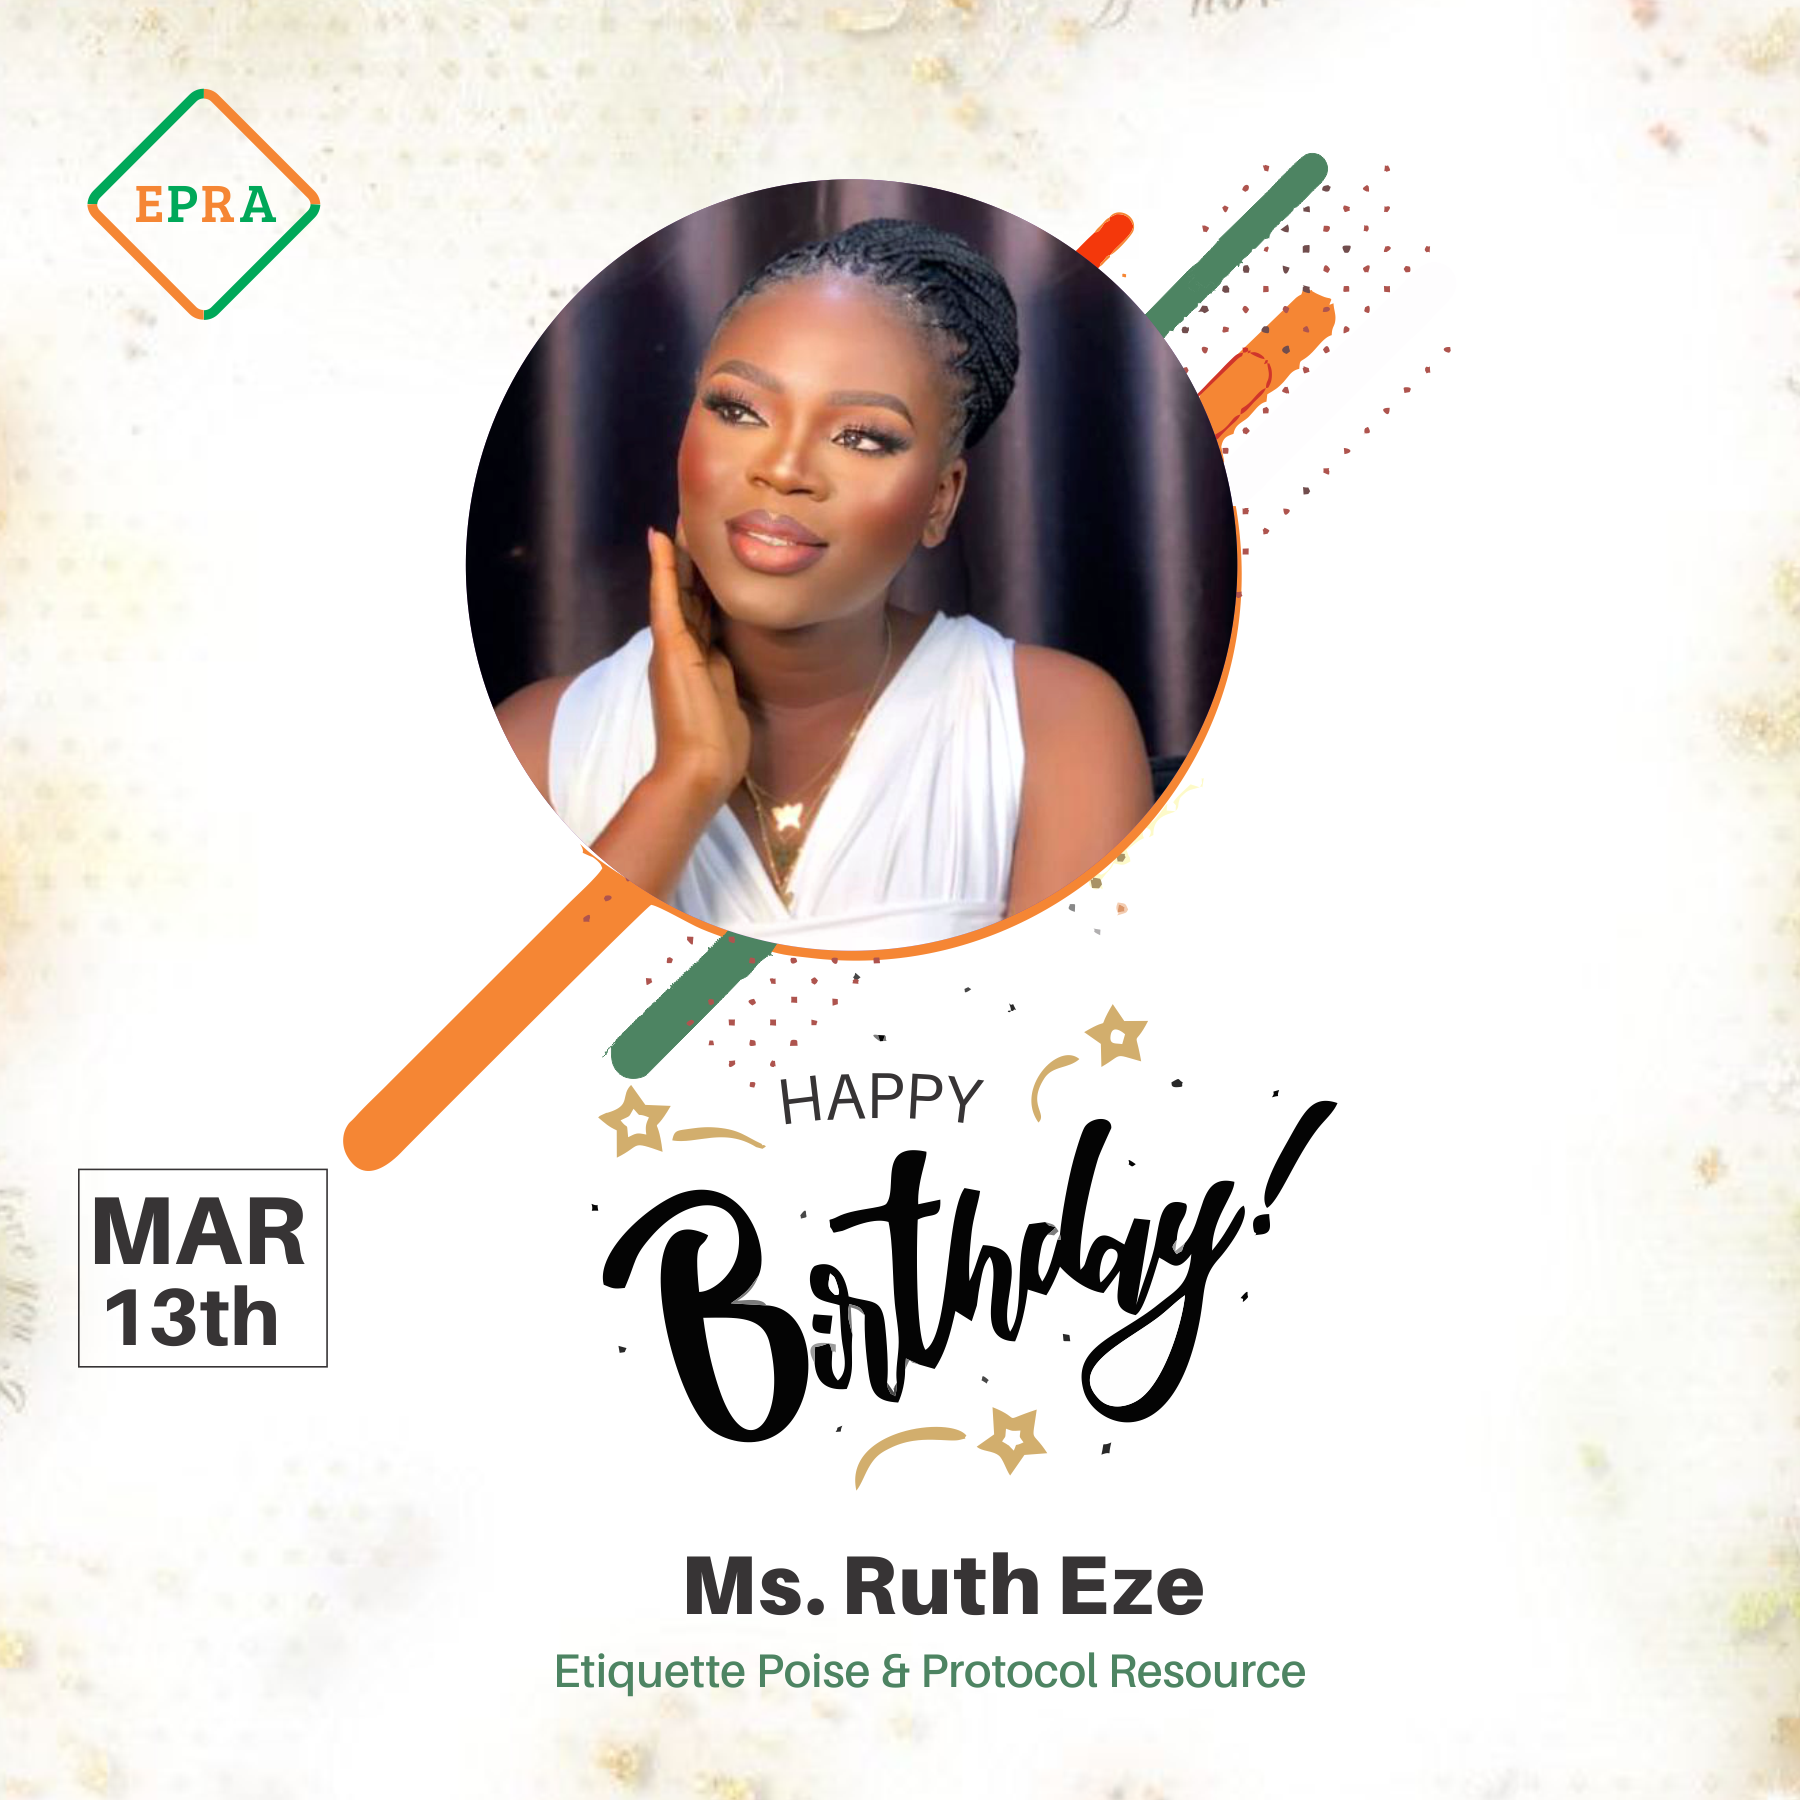 EPRA
HAPPY
Birthday!
MAR
13th
Ms. Ruth Eze
Etiquette Poise & Protocol Resource